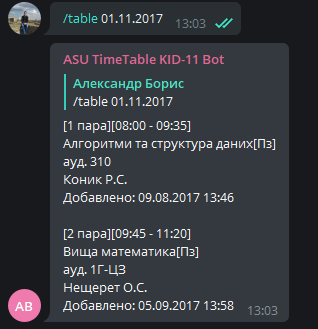 /table 01.11.2017
13:03
ASU TimeTable KID-11 Bot
Александр Борис
/table 01.11.2017
[1 пара][08:00 - 09:35]
Алгоритми та структура даних[Пз]
ауд. 310
Коник Р.С.
Добавлено: 09.08.2017 13:46
[2 пара][09:45 - 11:20]
Вища математика[Пз]
ауд. 1Г-ЦЗ
Нещерет О.С.
Добавлено: 05.09.2017 13:58
13:03
АВ